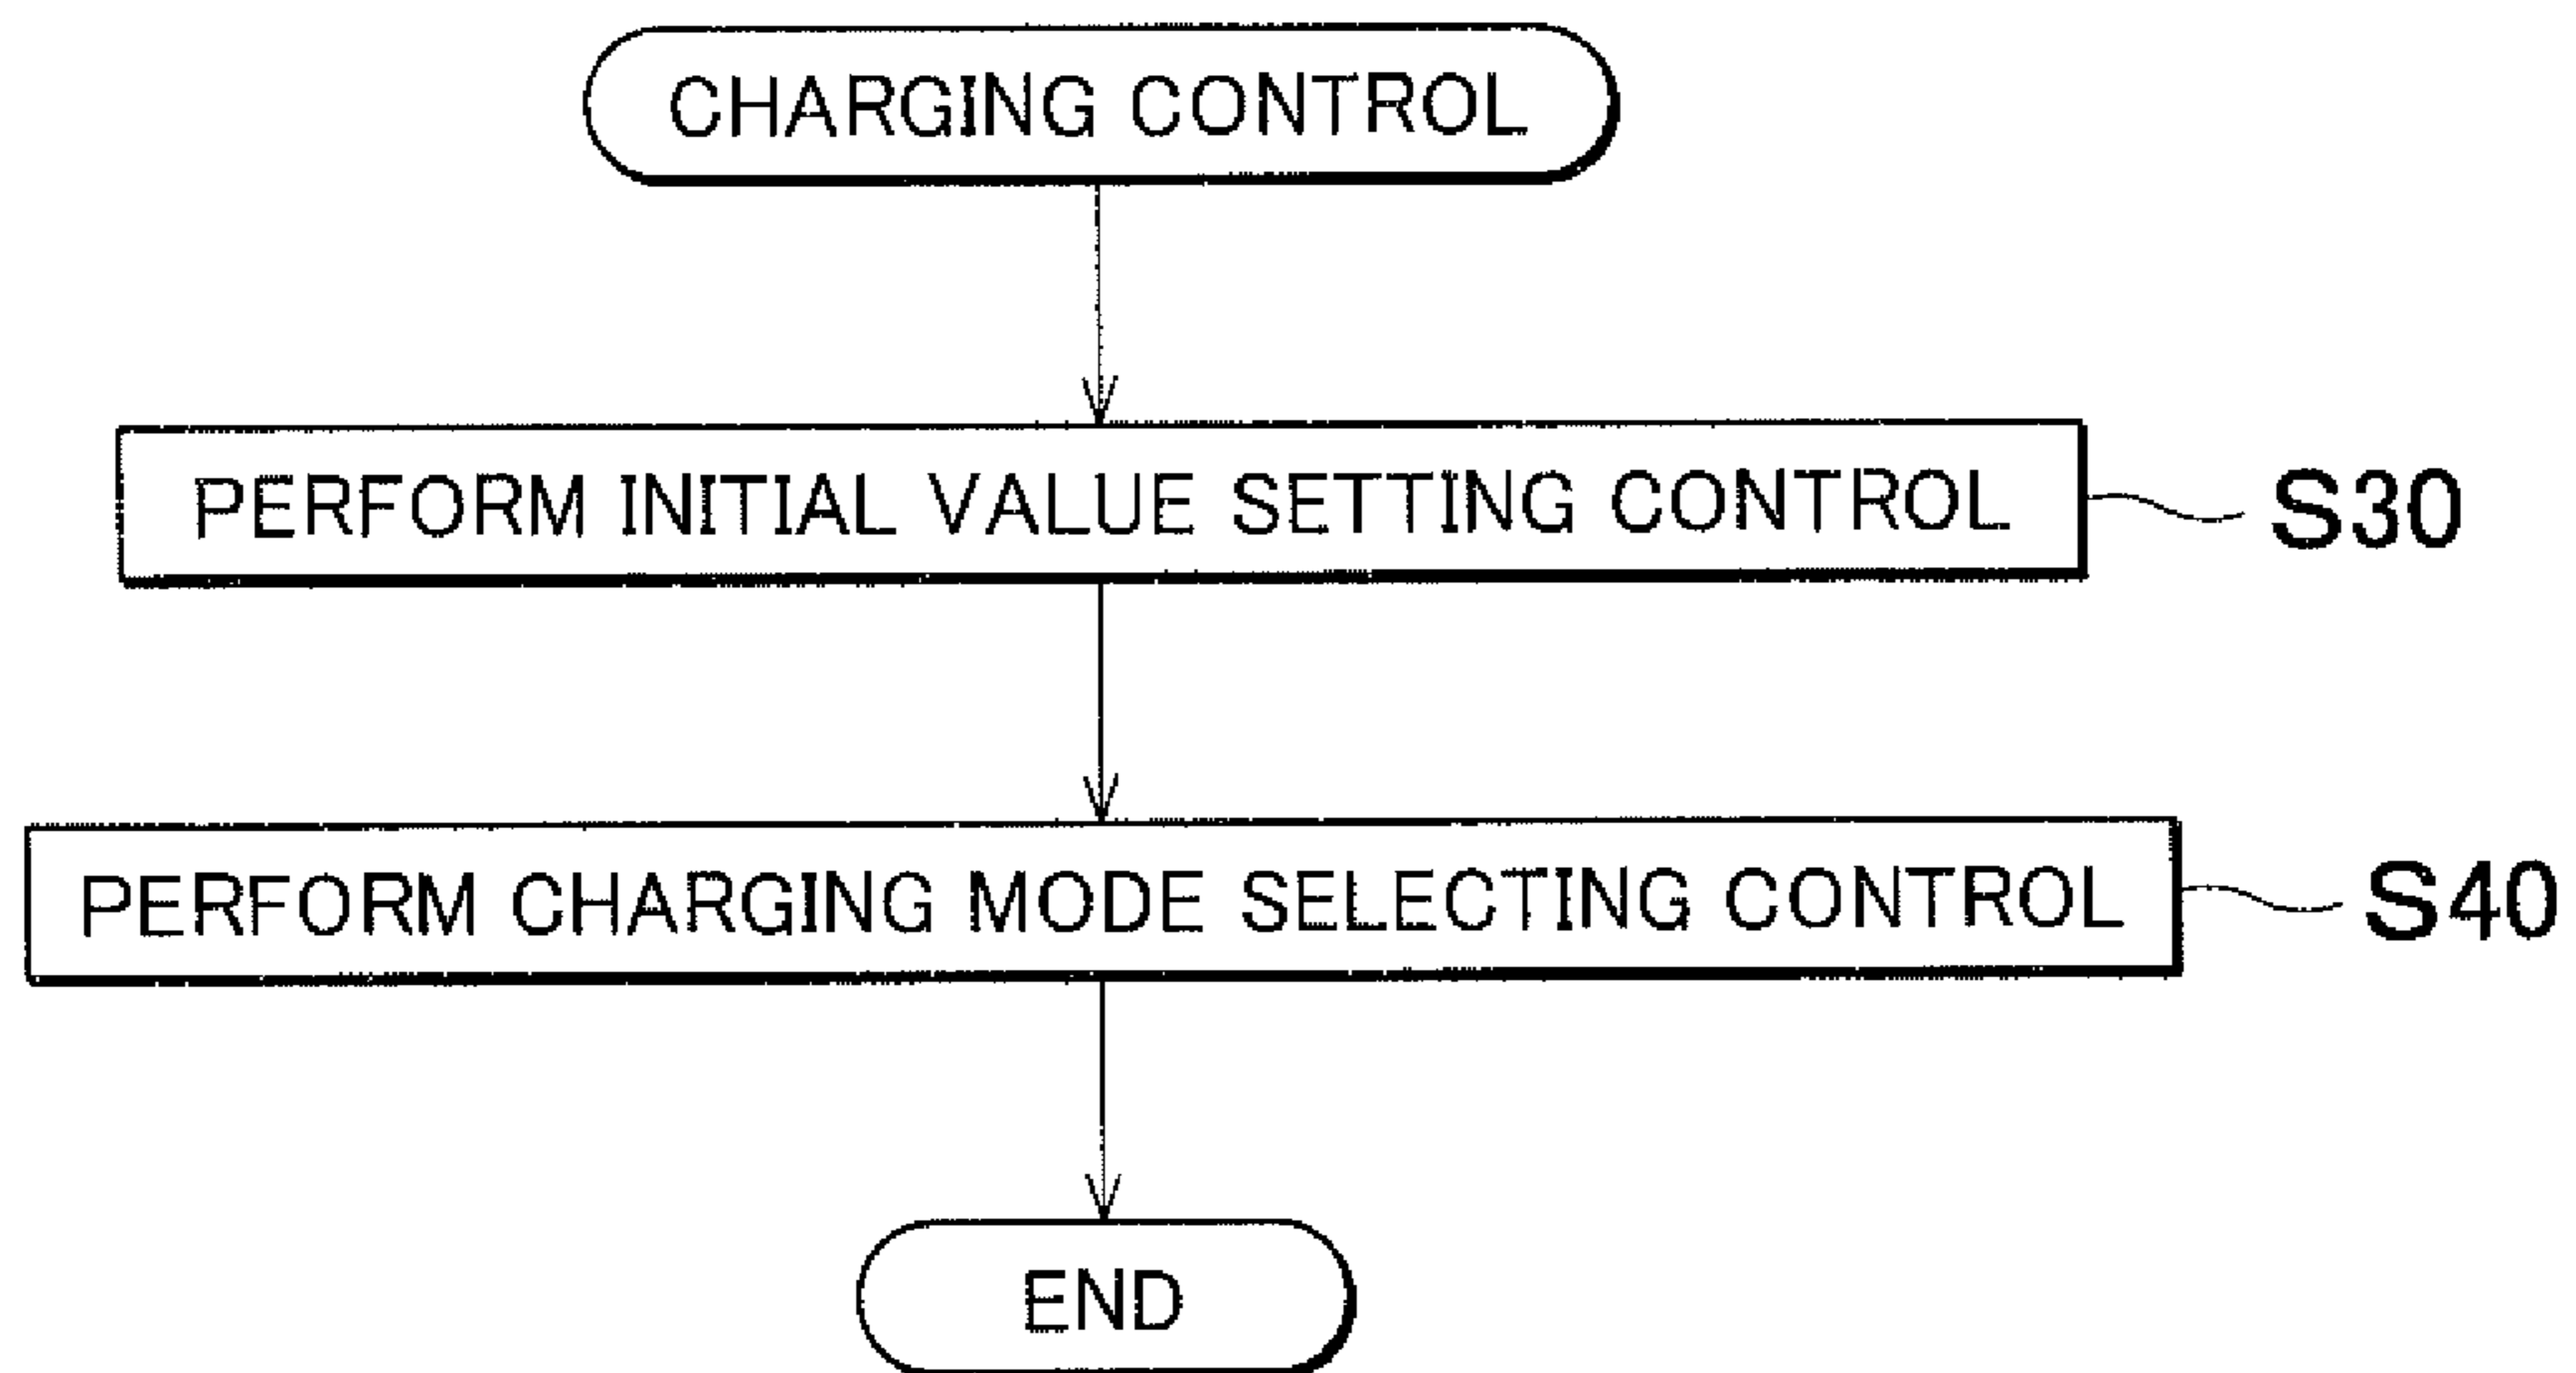 CHARGING CONTROL
PERFORM INITIAL VALUE SETTING CONTROL
S30
PERFORM CHARGING MODE SELECTING CONTROL
S40
END